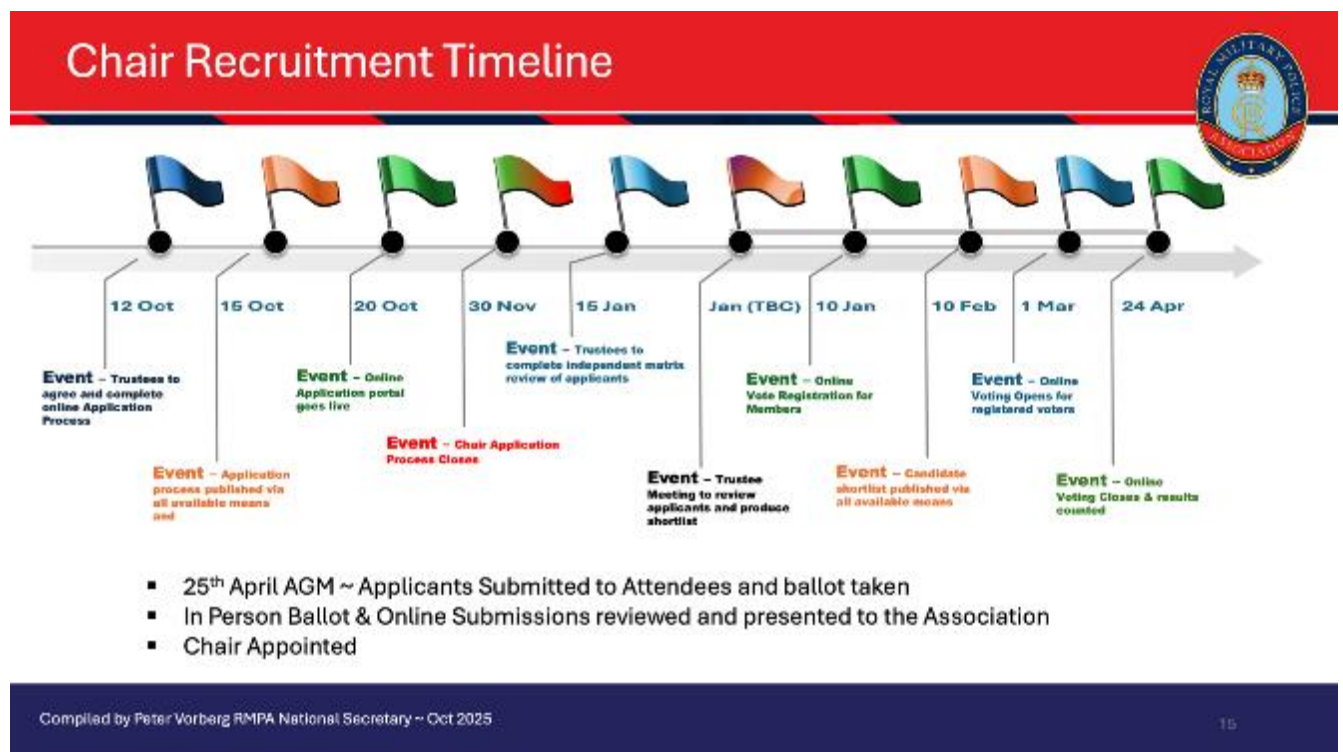 Chair Recruitment Timeline
ROYAL MILITARY POLICE
ASSOCIATION
12 Oct
15 Oct
20 Oct
30 Nov
15 Jan
Jan (TBC)
10 Jan
10 Feb
1 Mar
24 Apr
Event – Trustees to
agree and complete
online Application
Process
Event – Application
process published via
all available means
and
Event – Online
Application portal
goes live
Event – Chair Application
Process Closes
Event – Trustees to
complete independent matrix
review of applicants
Event – Trustee
Meeting to review
applicants and produce
shortlist
Event – Online
Vote Registration for
Members
Event – Candidate
shortlist published via
all available means
Event – Online
Voting Opens for
registered voters
Event – Online
Voting Closes & results
counted
▪ 25th April AGM ~ Applicants Submitted to Attendees and ballot taken
▪ In Person Ballot & Online Submissions reviewed and presented to the Association
▪ Chair Appointed
Compiled by Peter Vorberg RMPA National Secretary ~ Oct 2025
15